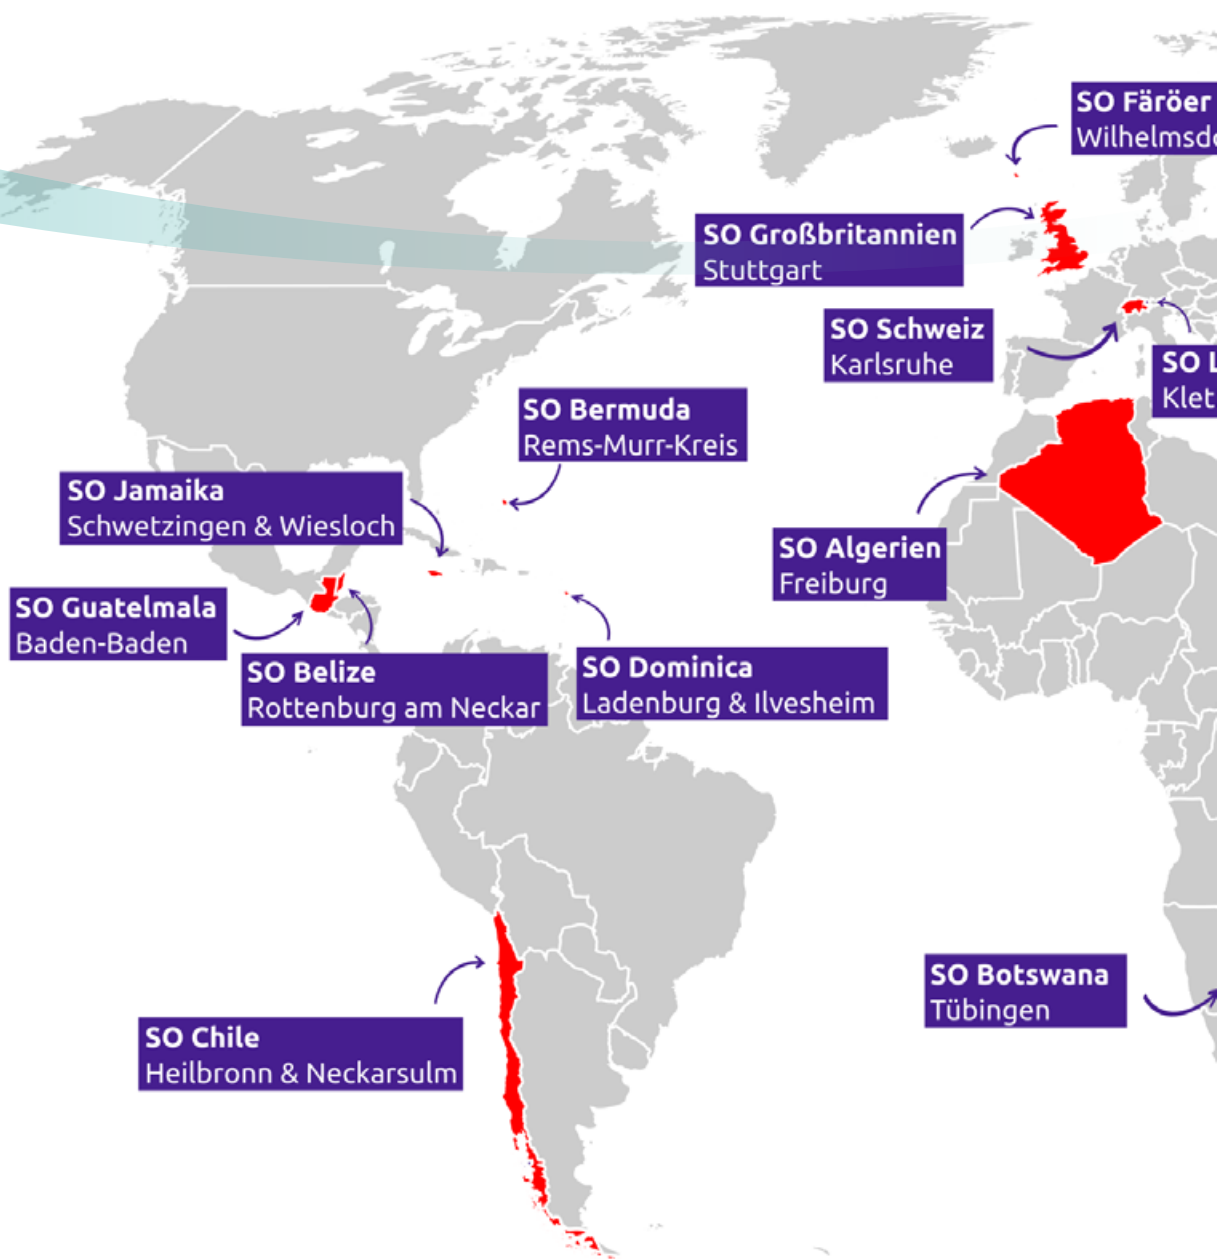 SO Färöer
SO Großbritannien
Stuttgart
SO Schweiz
Karlsruhe
SO
SO Bermuda
Rems-Murr-Kreis
SO Jamaika
Schwetzingen & Wiesloch
SO Algerien
Freiburg
SO Guatelmala
Baden-Baden
SO Belize
Rottenburg am Neckar
SO Dominica
Ladenburg & Ilvesheim
SO Botswana
Tübingen
SO Chile
Heilbronn & Neckarsulm